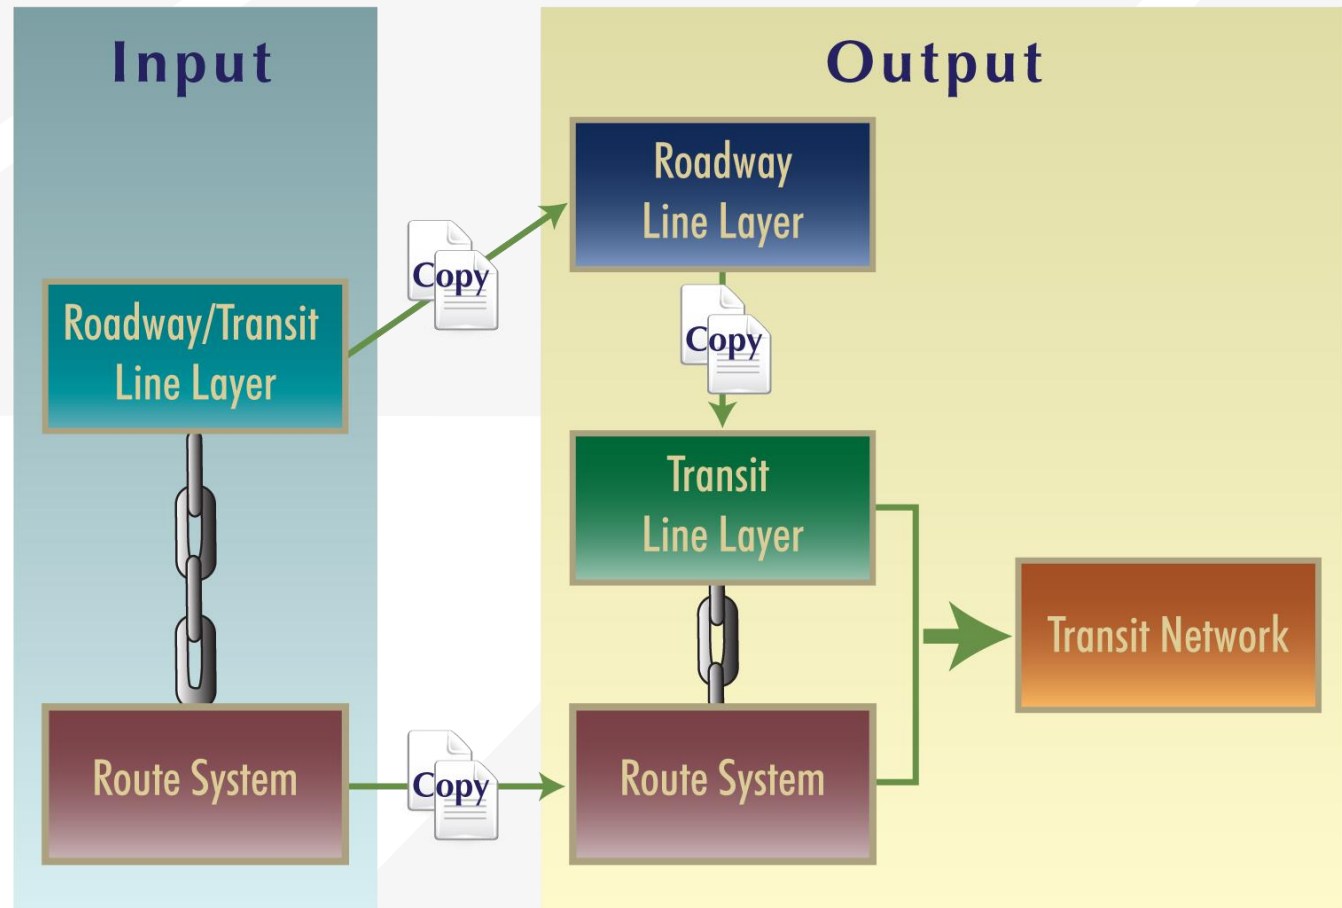 Input
Output
Roadway
Line Layer
Copy
Roadway/Transit
Line Layer
Copy
Transit
Line Layer
Transit Network
Route System
Copy
Route System